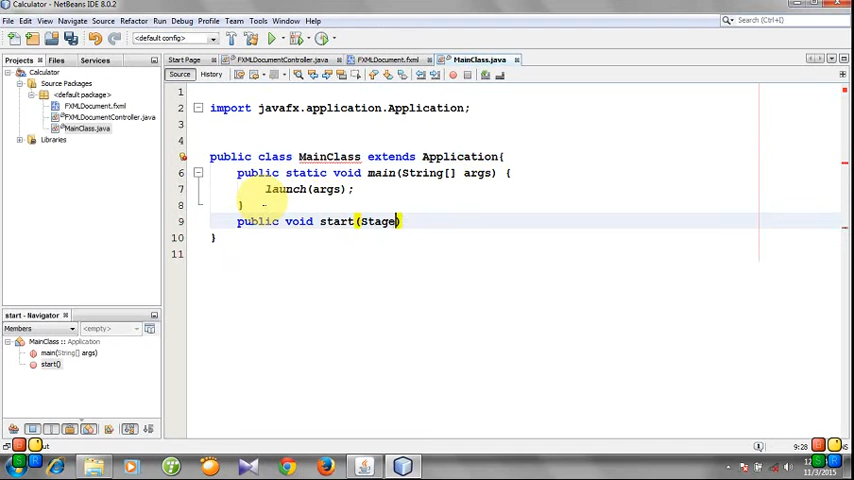 Calculator - NetBeans IDE 8.0.2
File Edit View Navigate Source Refactor Run Debug Profile Team Tools Window Help
Search (Ctrl+I)
<default config>
Projects Files Services
Start Page FXMLDocumentController.java FXMLDocument.fxml MainClass.java
Source History
Calculator
Source Packages
<default package>
FXMLDocument.fxml
FXMLDocumentController.java
MainClass.java
Libraries
1
2 import javafx.application.Application;
3
4
public class MainClass extends Application{
6 public static void main(String[] args) {
7 launch(args);
8 }
9 public void start(Stage)
10 }
11
start - Navigator
Members <empty>
MainClass :: Application
main(String[] args)
start()
9:28
11/3/2015